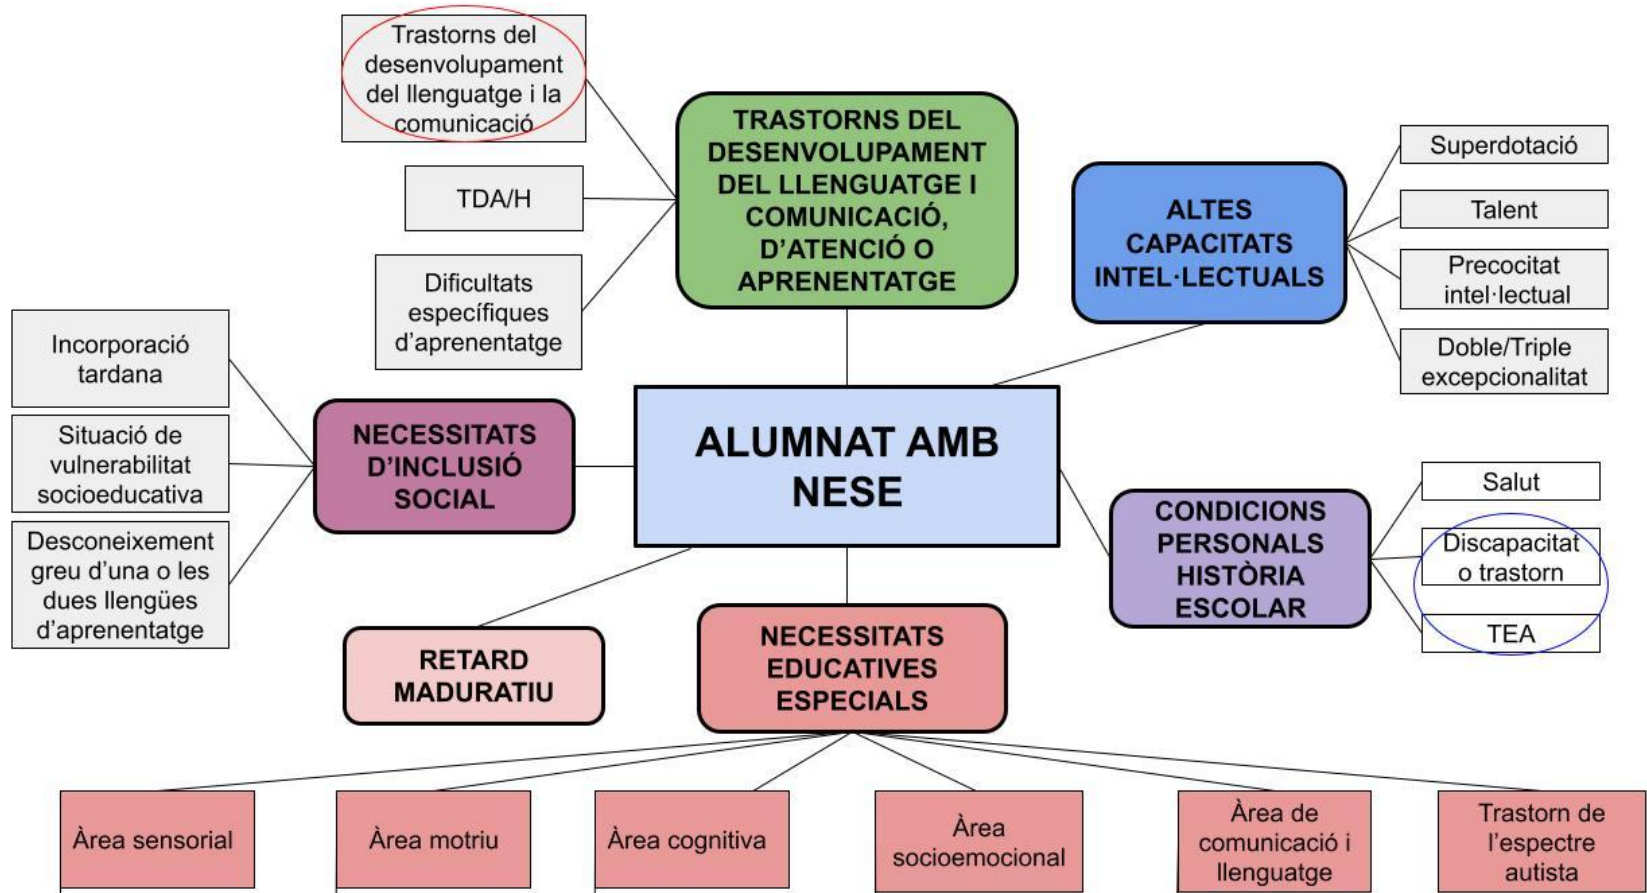 Trastorns del
desenvolupament
del llenguatge i la
comunicació
TDA/H
Dificultats
específiques
d’aprenentatge
TRASTORNS DEL
DESENVOLUPAMENT
DEL LLENGUATGE I
COMUNICACIÓ,
D’ATENCIÓ O
APRENENTATGE
ALTES
CAPACITATS
INTEL·LECTUALS
Superdotació
Talent
Precocitat
intel·lectual
Doble/Triple
excepcionalitat
Incorporació
tardana
Situació de
vulnerabilitat
socioeducativa
Desconeixement
greu d’una o les
dues llengües
d’aprenentatge
NECESSITATS
D’INCLUSIÓ
SOCIAL
ALUMNAT AMB
NESE
CONDICIONS
PERSONALS
HISTÒRIA
ESCOLAR
Salut
Discapacitat
o trastorn
TEA
RETARD
MADURATIU
NECESSITATS
EDUCATIVES
ESPECIALS
Àrea sensorial
Àrea motriu
Àrea cognitiva
Àrea
socioemocional
Àrea de
comunicació i
llenguatge
Trastorn de
l’espectre
autista